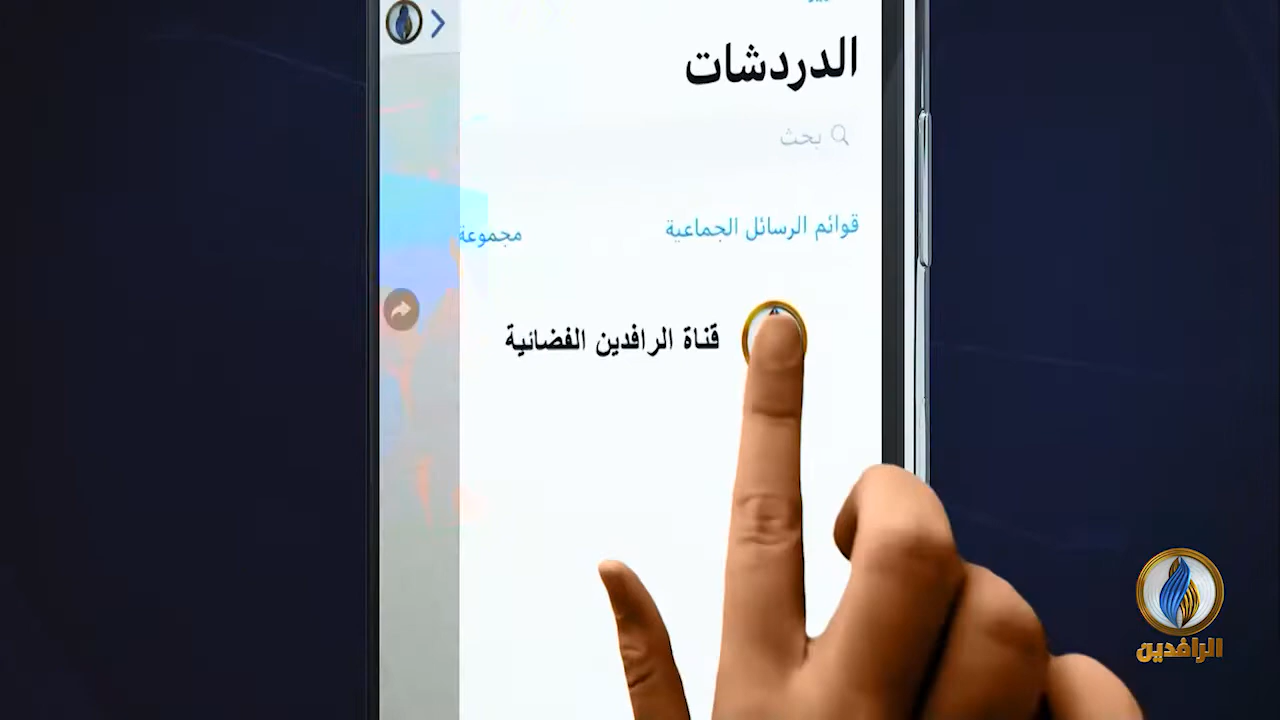 الدردشات
بحث
قوائم الرسائل الجماعية
مجموعة
قناة الرافدين الفضائية
الرافدين